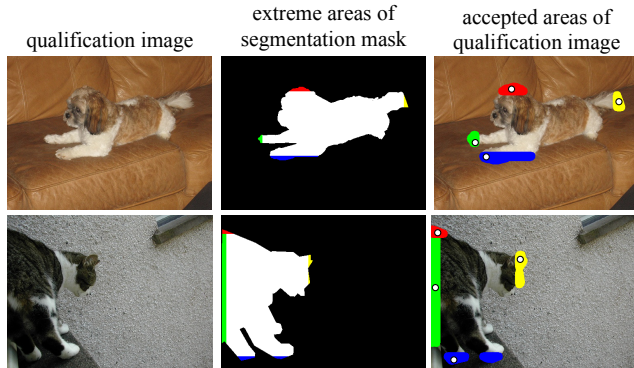 qualification image
extreme areas of
segmentation mask
accepted areas of
qualification image